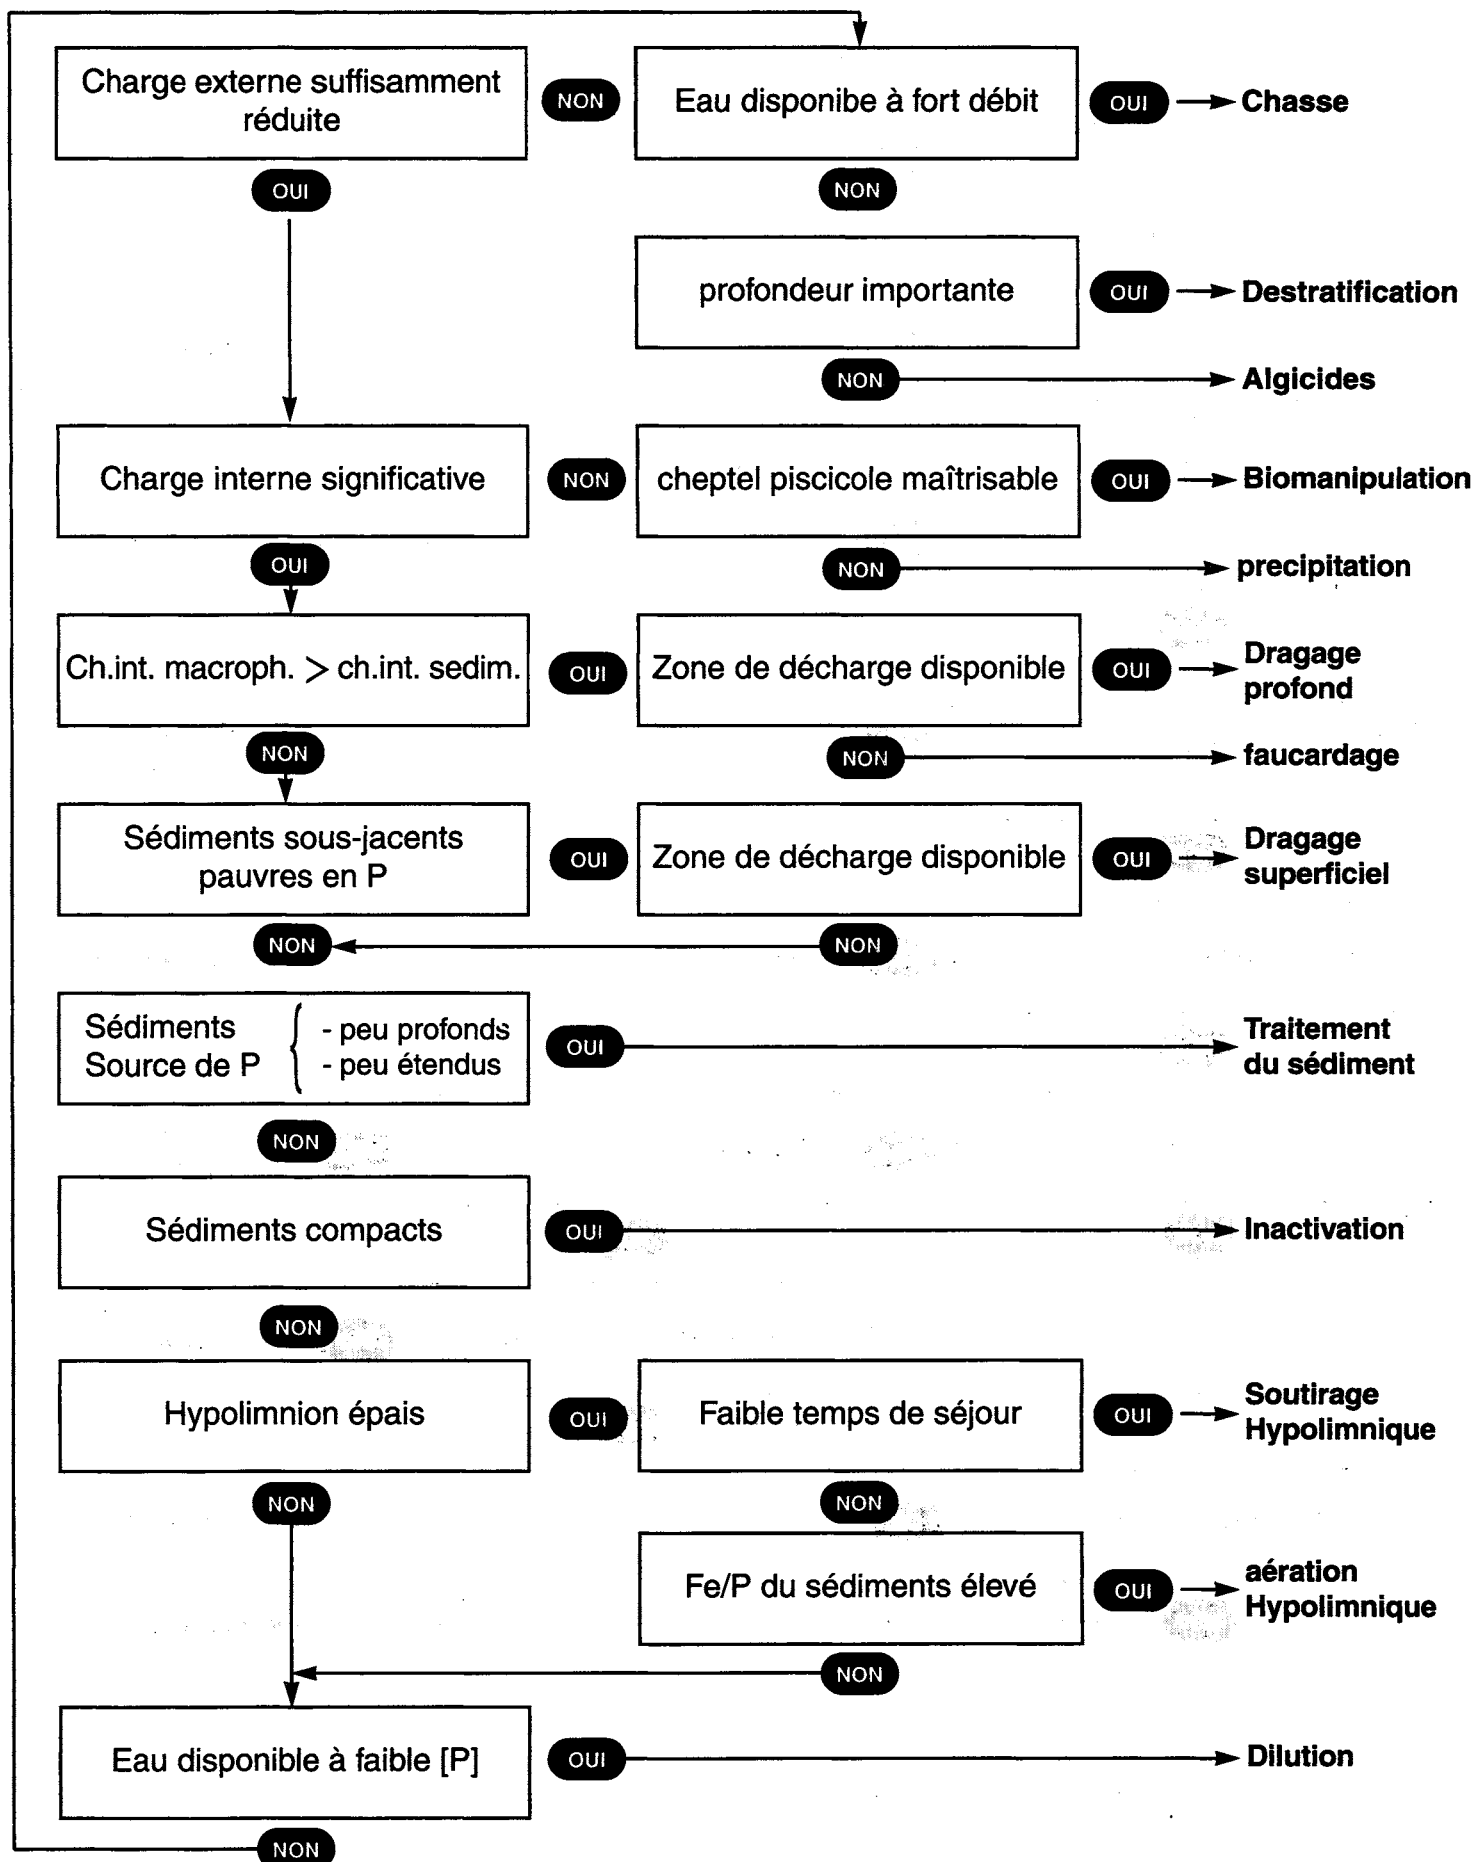 Charge externe suffisamment
réduite
NON
Eau disponibe à fort débit
OUI
Chasse
OUI
NON
profondeur importante
OUI
Destratification
NON
Algicides
Charge interne significative
NON
cheptel piscicole maîtrisable
OUI
Biomanipulation
OUI
NON
precipitation
Ch.int. macroph. > ch.int. sedim.
OUI
Zone de décharge disponible
OUI
Dragage
profond
NON
NON
faucardage
Sédiments sous-jacents
pauvres en P
OUI
Zone de décharge disponible
OUI
Dragage
superficiel
NON
NON
Sédiments
Source de P
- peu profonds
- peu étendus
OUI
Traitement
du sédiment
NON
Sédiments compacts
OUI
Inactivation
NON
Hypolimnion épais
OUI
Faible temps de séjour
OUI
Soutirage
Hypolimnique
NON
NON
Fe/P du sédiments élevé
OUI
aération
Hypolimnique
NON
Eau disponible à faible [P]
OUI
Dilution
NON